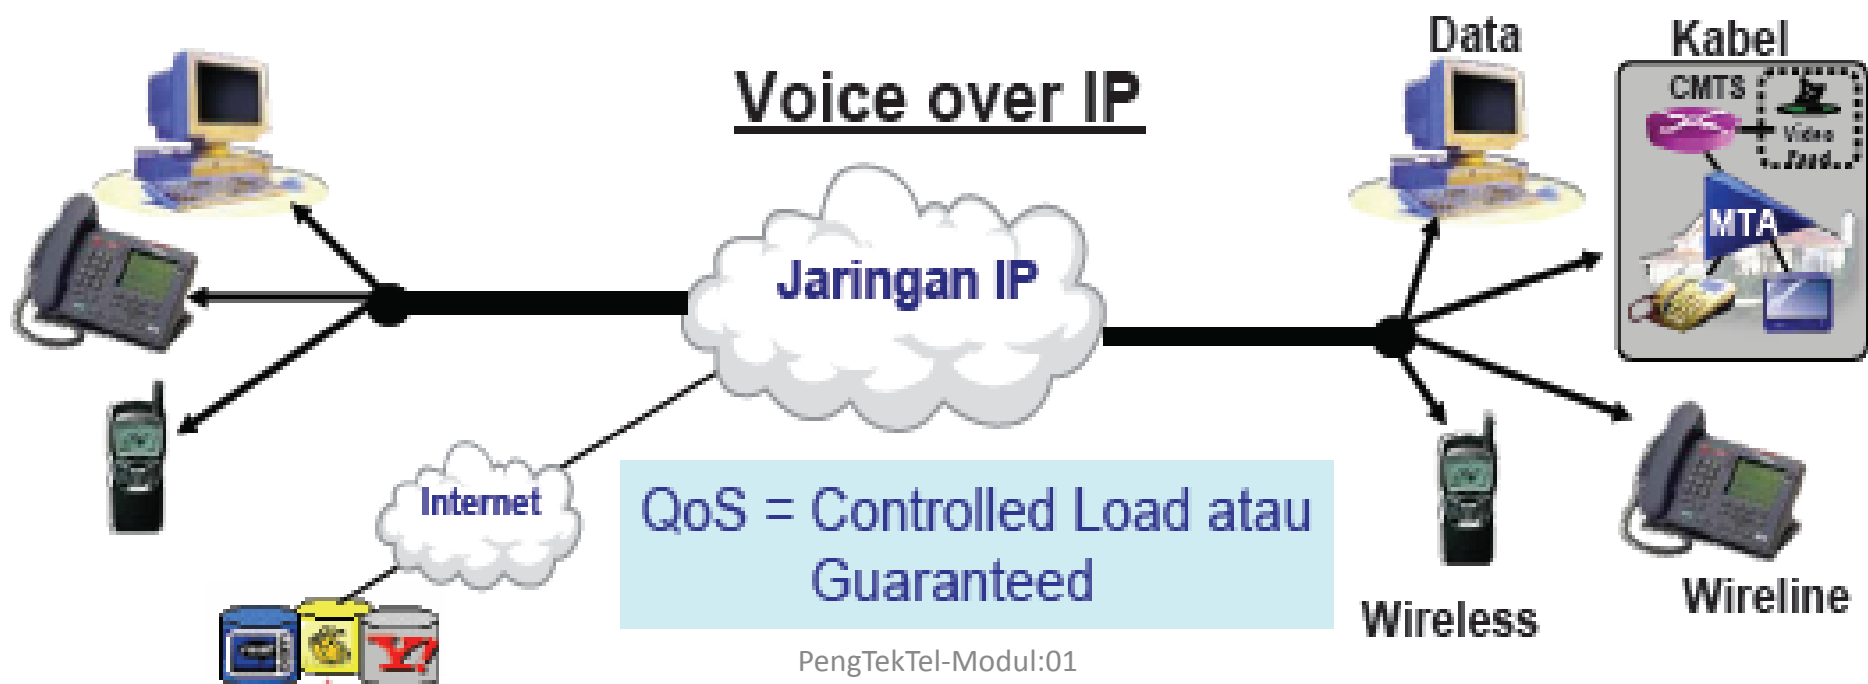 Data
Kabel
Voice over IP
CMTS
Video
Feed
MTA
Jaringan IP
Internet
QoS = Controlled Load atau
Guaranteed
Wireless
Wireline
Y!
PengTekTel-Modul:01